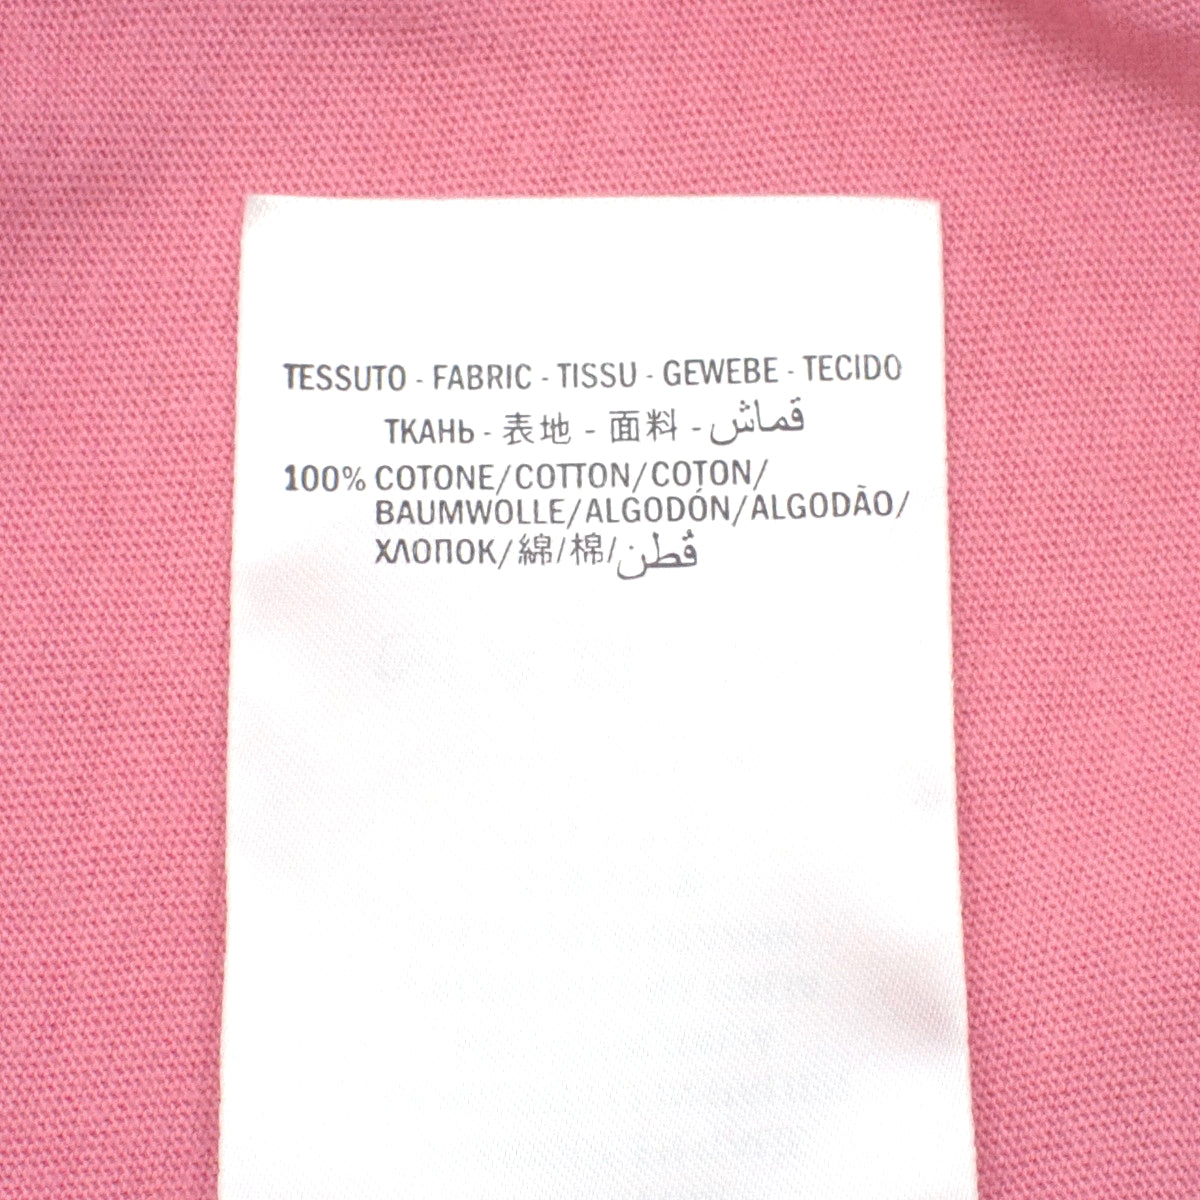 TESSUTO - FABRIC - TISSU - GEWEBE - TECIDO
ТКАНЬ - 表地 - 面料 - قماش
100% COTONE/COTTON/COTON/
BAUMWOLLE/ALGODÓN/ALGODÃO/
ХЛОПОК/綿/棉/قُطن